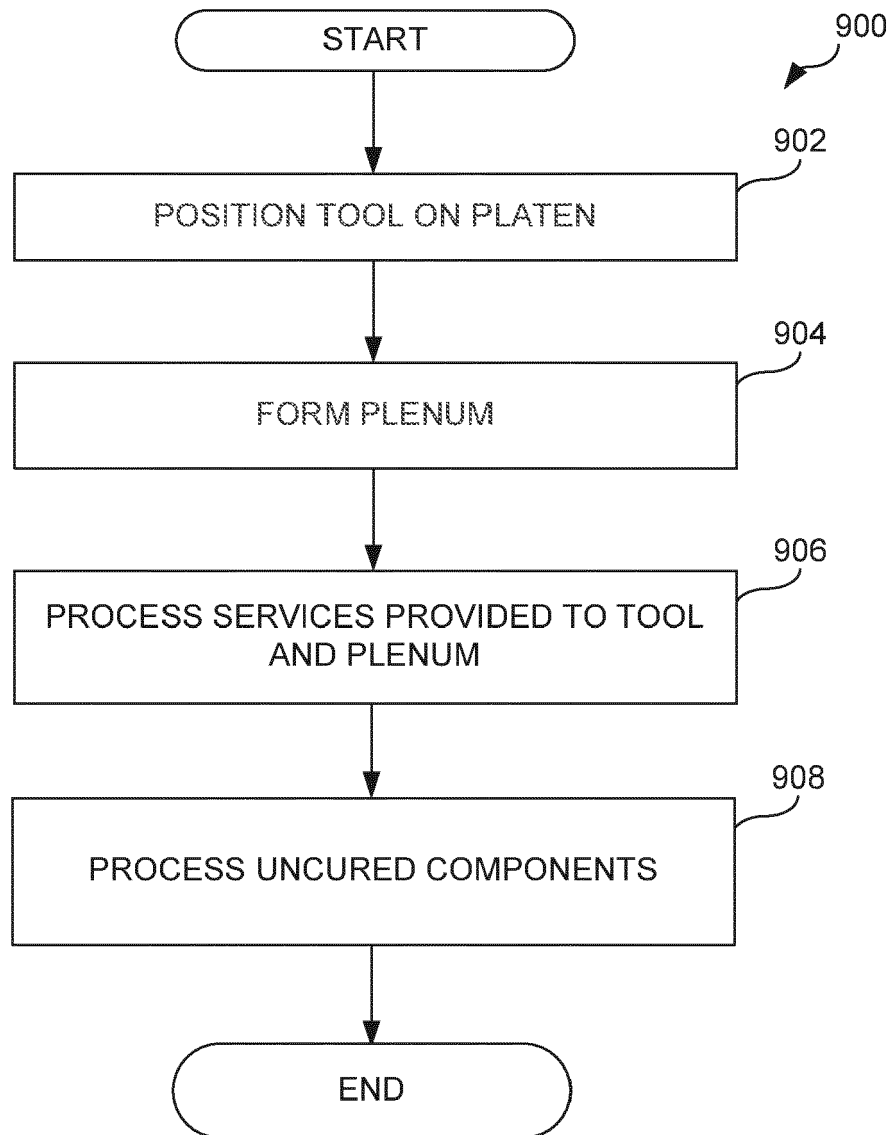 START
900
902
POSITION TOOL ON PLATEN
904
FORM PLENUM
906
PROCESS SERVICES PROVIDED TO TOOL
AND PLENUM
908
PROCESS UNCURED COMPONENTS
END